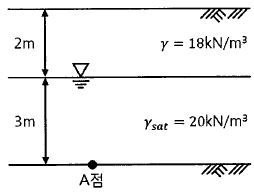 2m
γ = 18kN/m³
3m
γsat = 20kN/m³
A점